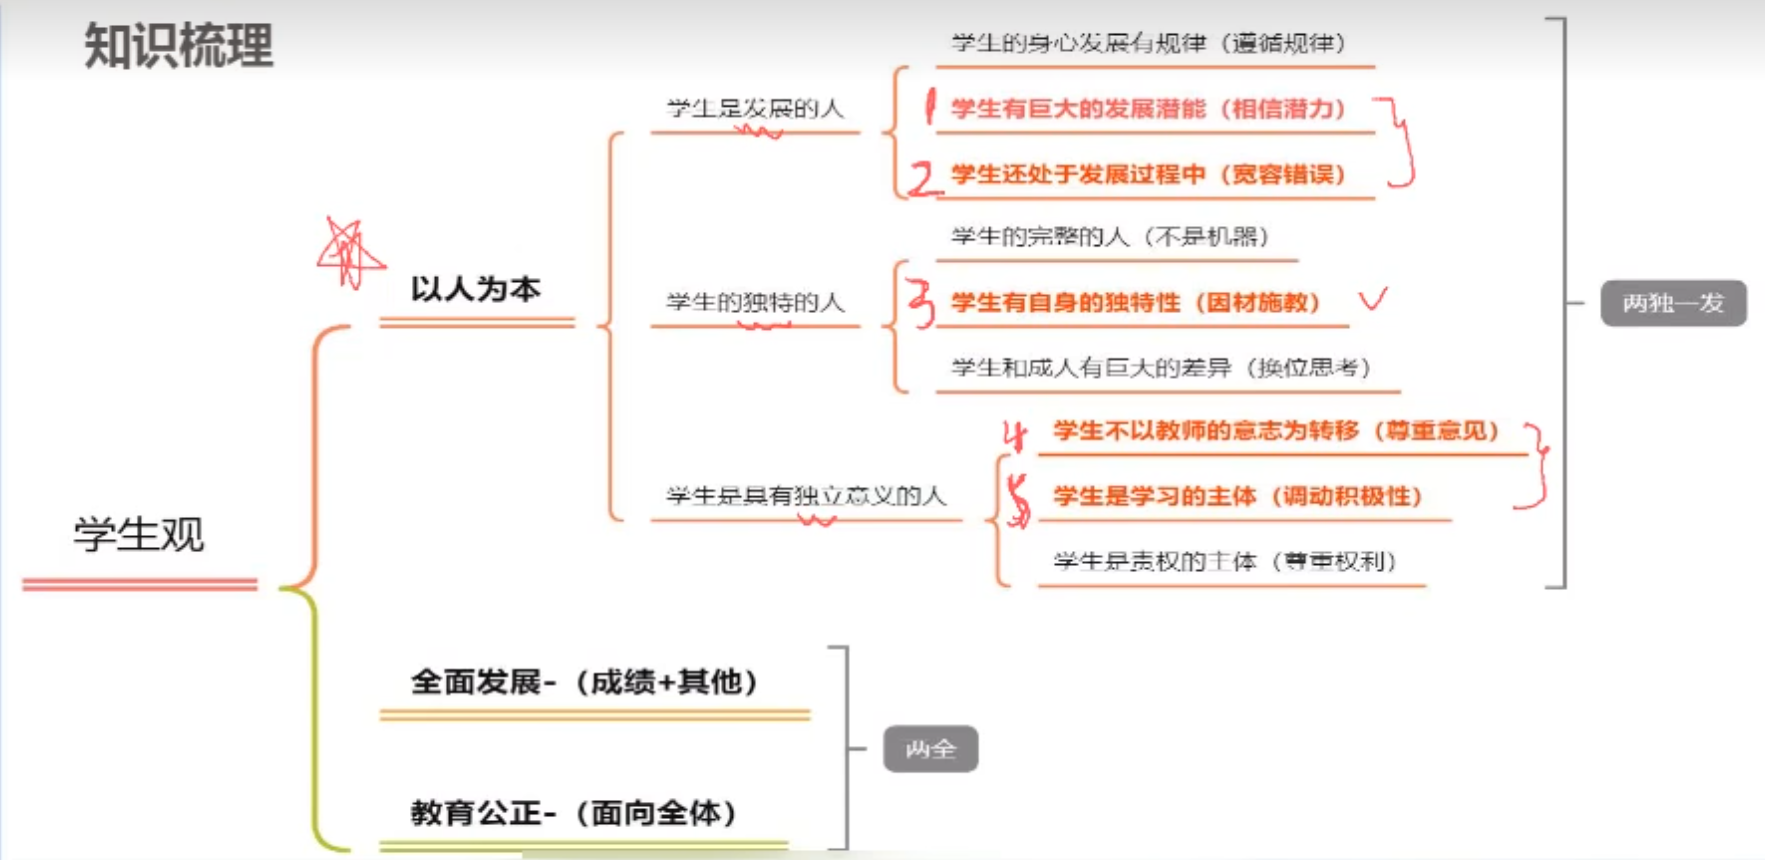 知识梳理
学生观
以人为本
学生是发展的人
学生的身心发展有规律（遵循规律）
1 学生有巨大的发展潜能（相信潜力）
2 学生还处于发展过程中（宽容错误）
学生的独特的人
学生的完整的人（不是机器）
3 学生有自身的独特性（因材施教）
学生和成人有巨大的差异（换位思考）
学生是具有独立意义的人
4 学生不以教师的意志为转移（尊重意见）
5 学生是学习的主体（调动积极性）
学生是责权的主体（尊重权利）
两独一发
全面发展-（成绩+其他）
教育公正-（面向全体）
两全